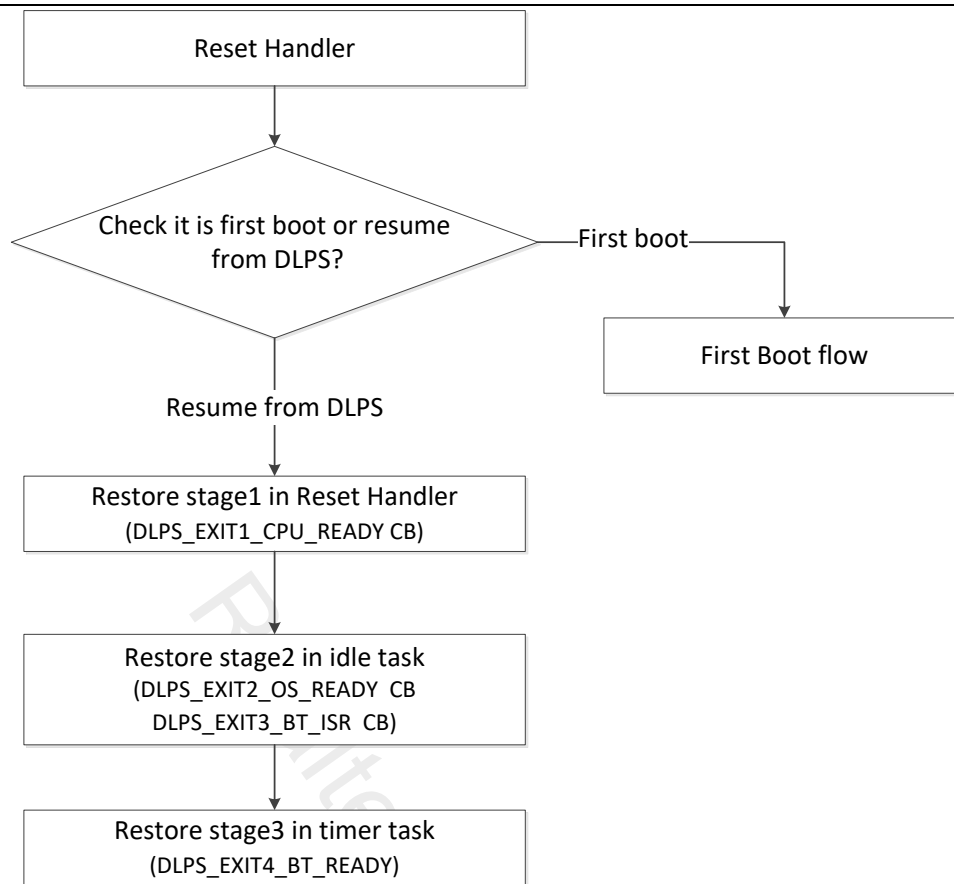 Reset Handler
Check it is first boot or resume
from DLPS?
First boot
First Boot flow
Resume from DLPS
Restore stage1 in Reset Handler
(DLPS_EXIT1_CPU_READY CB)
Restore stage2 in idle task
(DLPS_EXIT2_OS_READY CB
DLPS_EXIT3_BT_ISR CB)
Restore stage3 in timer task
(DLPS_EXIT4_BT_READY)